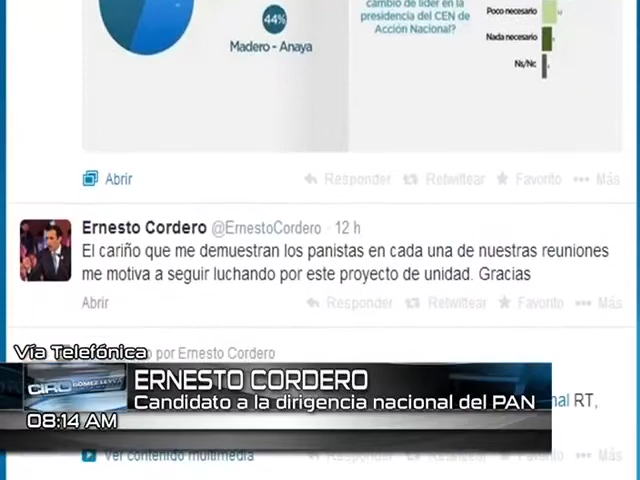 44%
Madero - Anaya
cambio de líder en la
presidencia del CEN de
Acción Nacional?
Poco necesario
Nada necesario
Ns/Nc
Abrir
Responder
Retwittear
Favorito
Más
Ernesto Cordero @ErnestoCordero · 12 h
El cariño que me demuestran los panistas en cada una de nuestras reuniones
me motiva a seguir luchando por este proyecto de unidad. Gracias
Abrir
Responder
Retwittear
Favorito
Más
Vía Telefónica
por Ernesto Cordero
CIRO GÓMEZ LEYVA
ERNESTO CORDERO
Candidato a la dirigencia nacional del PAN
RT,
08:14 AM
Ver contenido multimedia
Responder
Retwittear
Favorito
Más